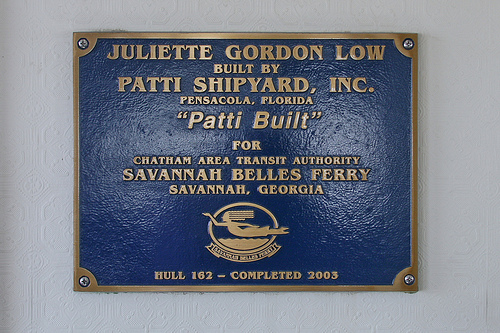 JULIETTE GORDON LOW
BUILT BY
PATTI SHIPYARD, INC.
PENSACOLA, FLORIDA
"Patti Built"
FOR
CHATHAM AREA TRANSIT AUTHORITY
SAVANNAH BELLES FERRY
SAVANNAH, GEORGIA
SAVANNAH BELLES FERRY
HULL 162 – COMPLETED 2003